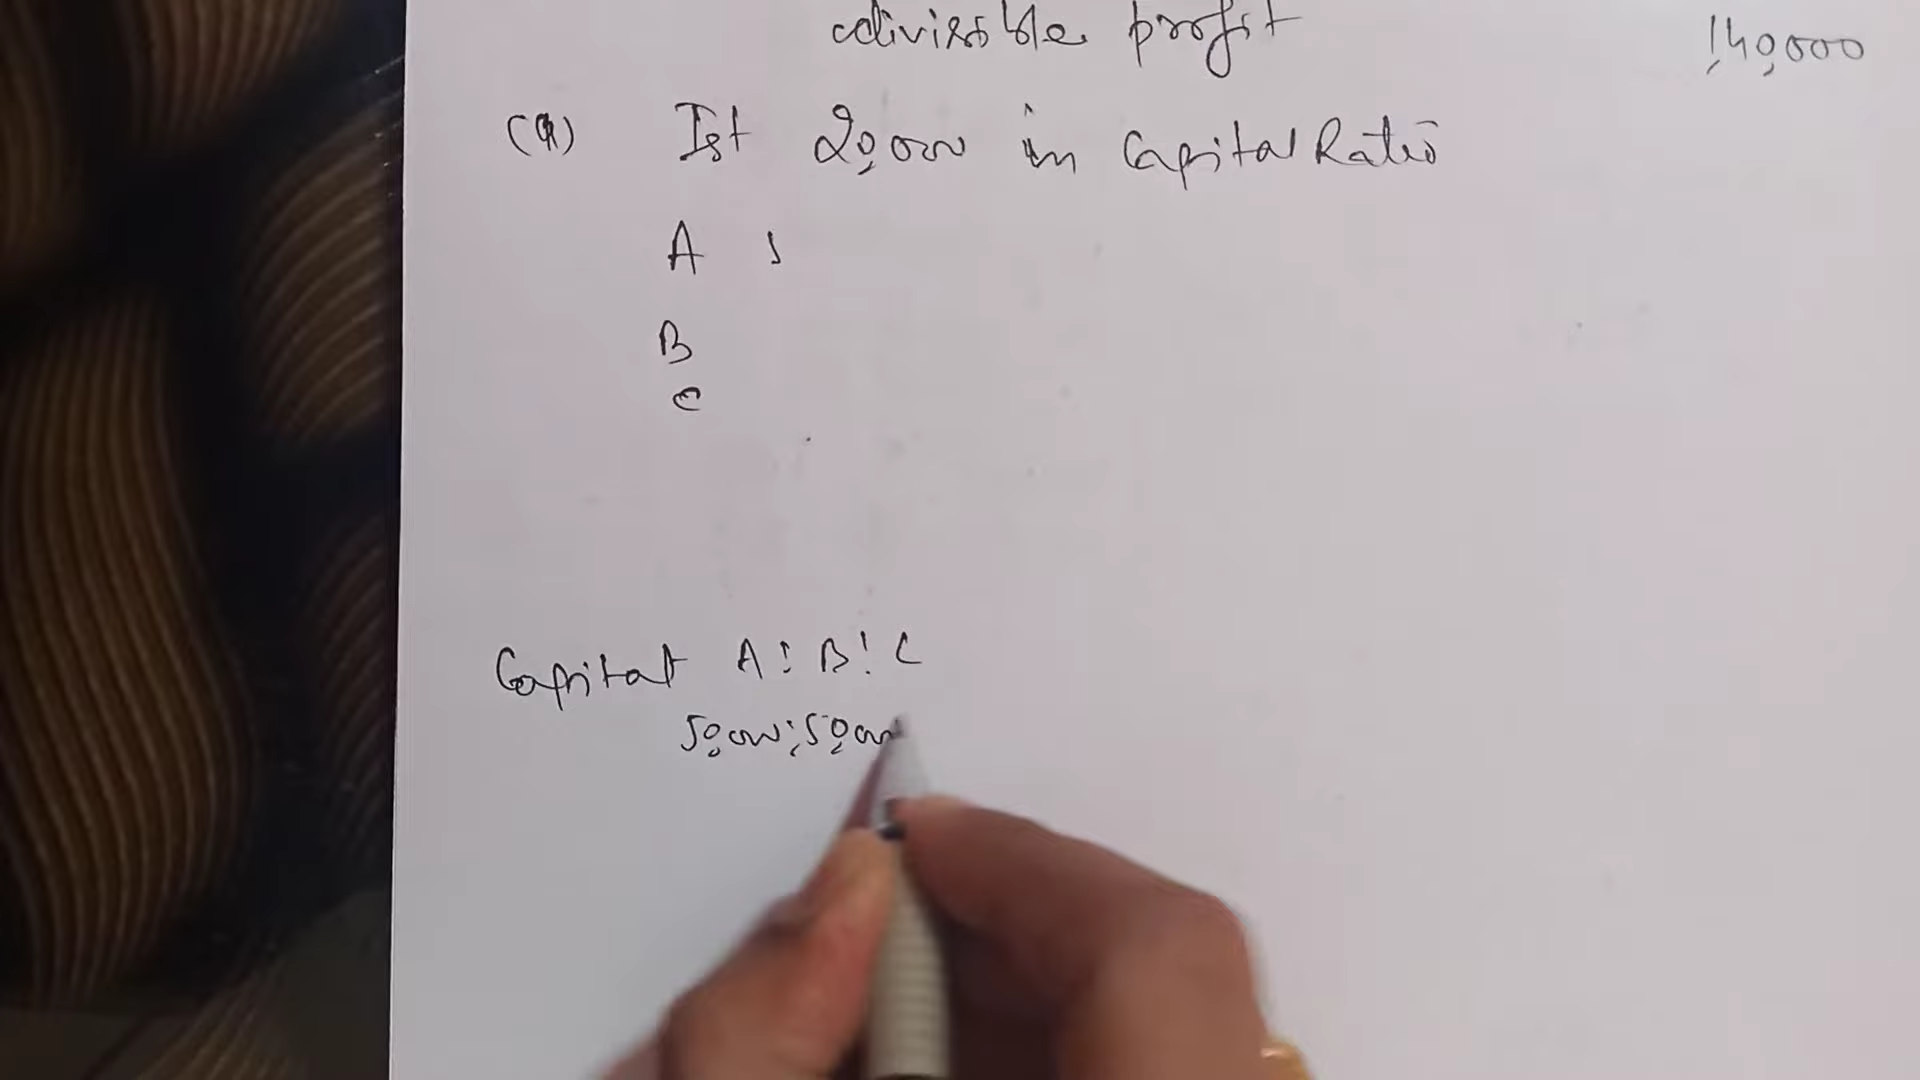 divisible profit 1,40,000
(a) Ist 20,000 in Capital Ratio
A
B
C
Capital A : B : C
50,000 : 50,000